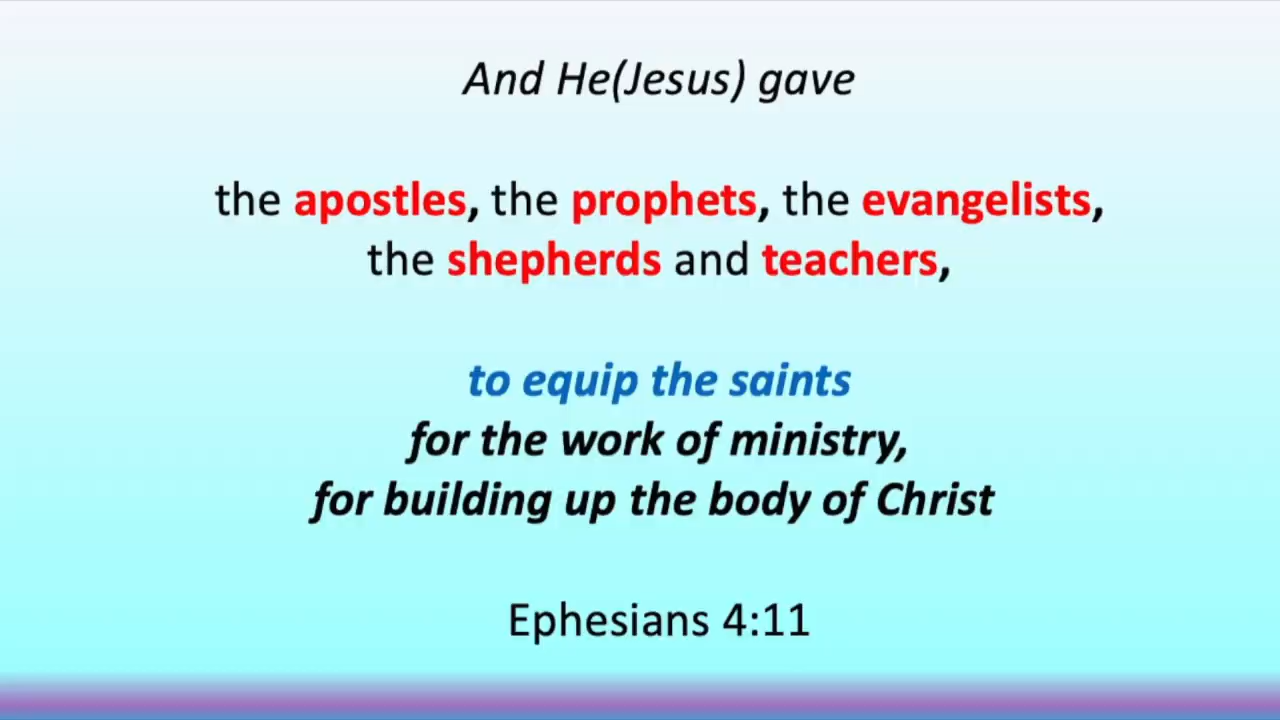 And He(Jesus) gave
the apostles, the prophets, the evangelists,
the shepherds and teachers,
to equip the saints
for the work of ministry,
for building up the body of Christ
Ephesians 4:11